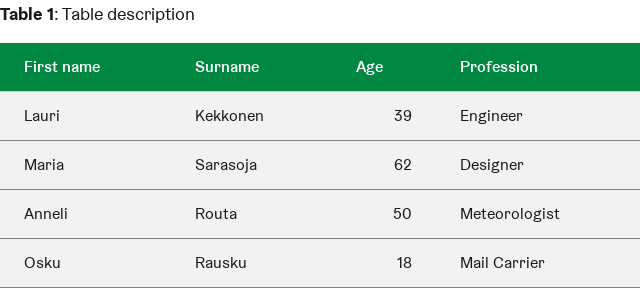 Table 1: Table description
First name Surname Age Profession
Lauri Kekkonen 39 Engineer
Maria Sarasoja 62 Designer
Anneli Routa 50 Meteorologist
Osku Rausku 18 Mail Carrier